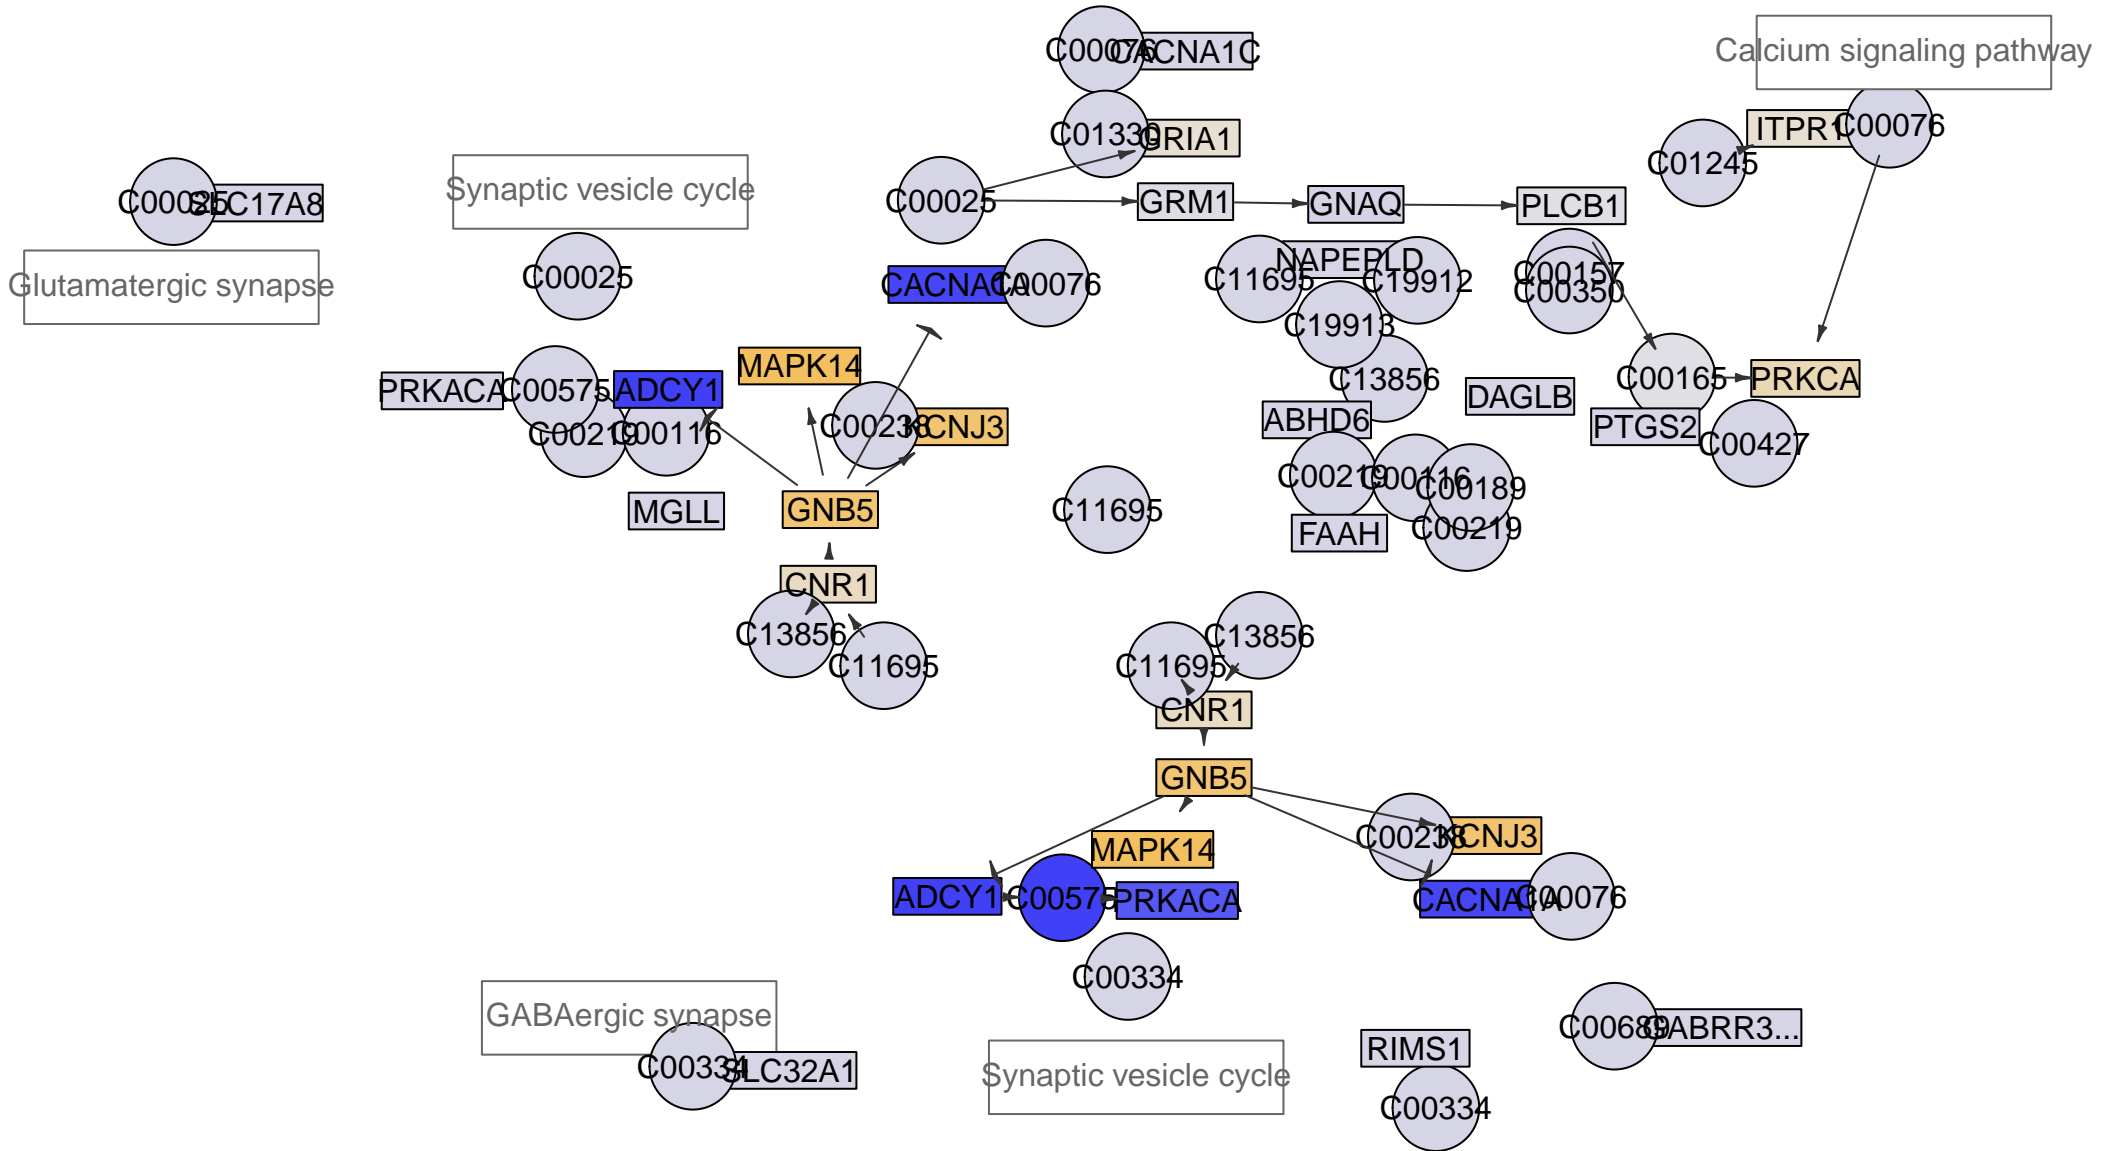 C00076
CACNA1C
Calcium signaling pathway
C01330
GRIA1
ITPR1
C00076
C01245
Synaptic vesicle cycle
C00025
SLC17A8
C00025
GRM1
GNAQ
PLCB1
Glutamatergic synapse
C00025
CACNA1A
C00076
C11695
NAPEPLD
C19912
C00157
C00350
C19913
MAPK14
PRKACA
C00575
ADCY1
C13856
DAGLB
C00165
PRKCA
C00219
C00116
C00238
KCNJ3
ABHD6
PTGS2
C00427
C00219
C00116
C00189
MGLL
GNB5
C11695
FAAH
C00219
CNR1
C13856
C11695
C11695
C13856
CNR1
GNB5
C00238
KCNJ3
MAPK14
ADCY1
C00575
PRKACA
CACNA1A
C00076
C00334
GABAergic synapse
C00334
SLC32A1
Synaptic vesicle cycle
RIMS1
C00334
C00689
GABRR3...